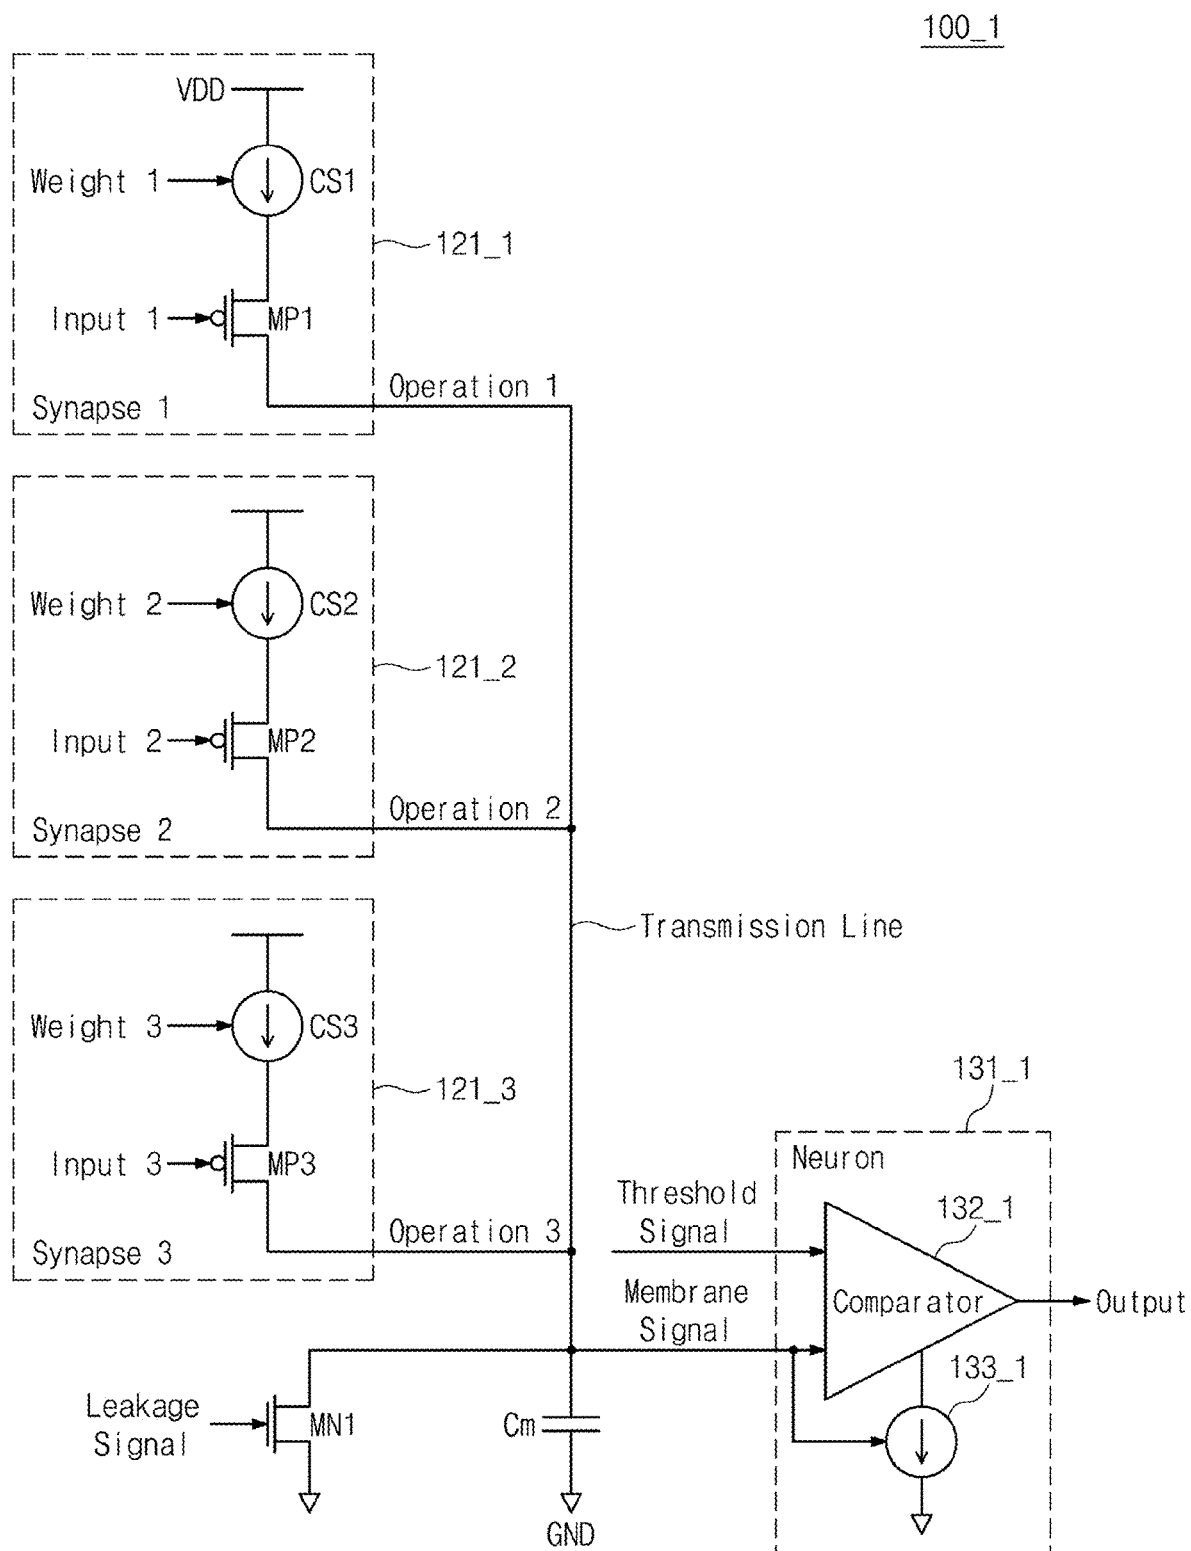 100_1
VDD
Weight 1
CS1
121_1
Input 1
MP1
Operation 1
Synapse 1
Weight 2
CS2
121_2
Input 2
MP2
Operation 2
Synapse 2
Transmission Line
Weight 3
CS3
121_3
131_1
Input 3
MP3
Neuron
Threshold
Signal
132_1
Operation 3
Synapse 3
Membrane
Signal
Comparator
Output
133_1
Leakage
Signal
MN1
Cm
GND